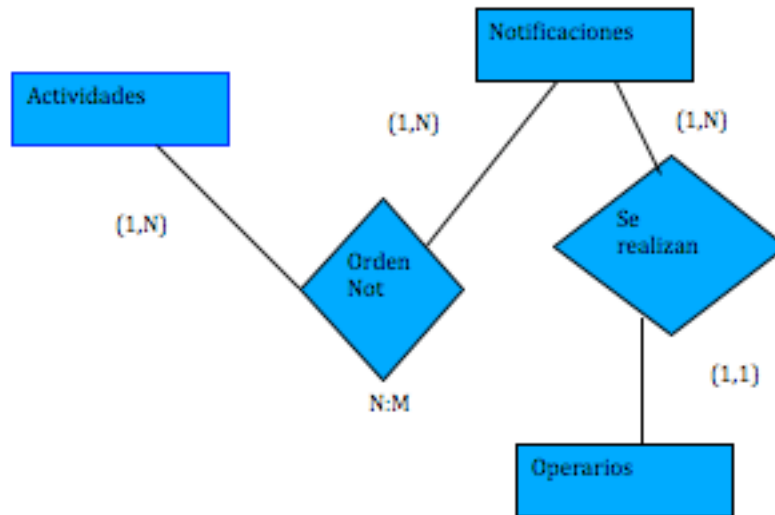 Notificaciones
Actividades
(1,N)
(1,N)
(1,N)
Se
realizan
Orden
Not
(1,1)
N:M
Operarios